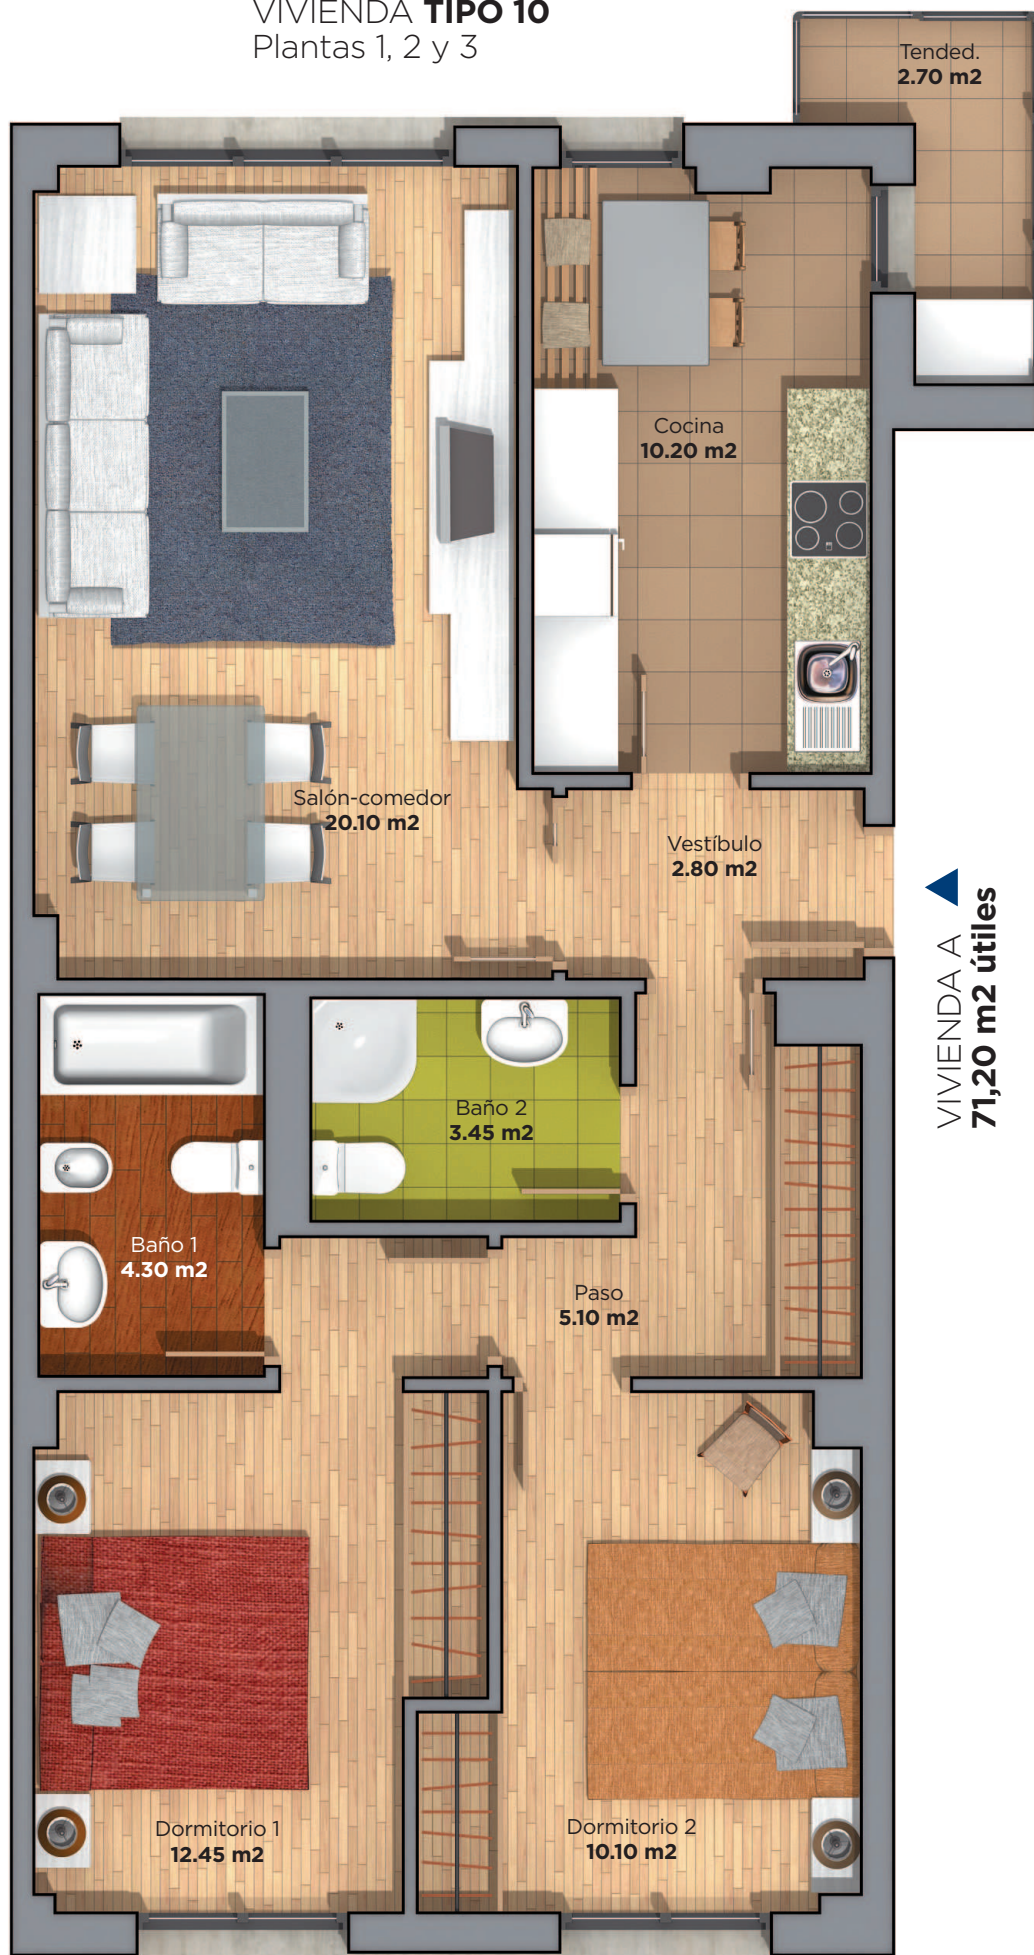 VIVIENDA TIPO 10
Plantas 1, 2 y 3
Tended.
2.70 m2
Cocina
10.20 m2
Salón-comedor
20.10 m2
Vestíbulo
2.80 m2
VIVIENDA A
71,20 m2 útiles
Baño 2
3.45 m2
Baño 1
4.30 m2
Paso
5.10 m2
Dormitorio 1
12.45 m2
Dormitorio 2
10.10 m2